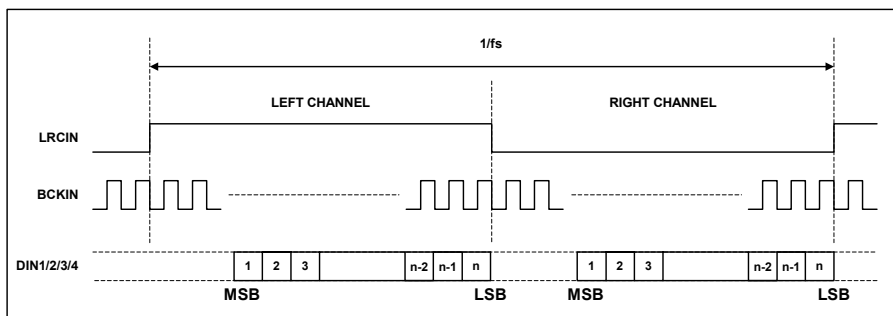 1/fs
LEFT CHANNEL RIGHT CHANNEL
LRCIN
BCKIN
DIN1/2/3/4 1 2 3 n-2 n-1 n 1 2 3 n-2 n-1 n
MSB LSB MSB LSB